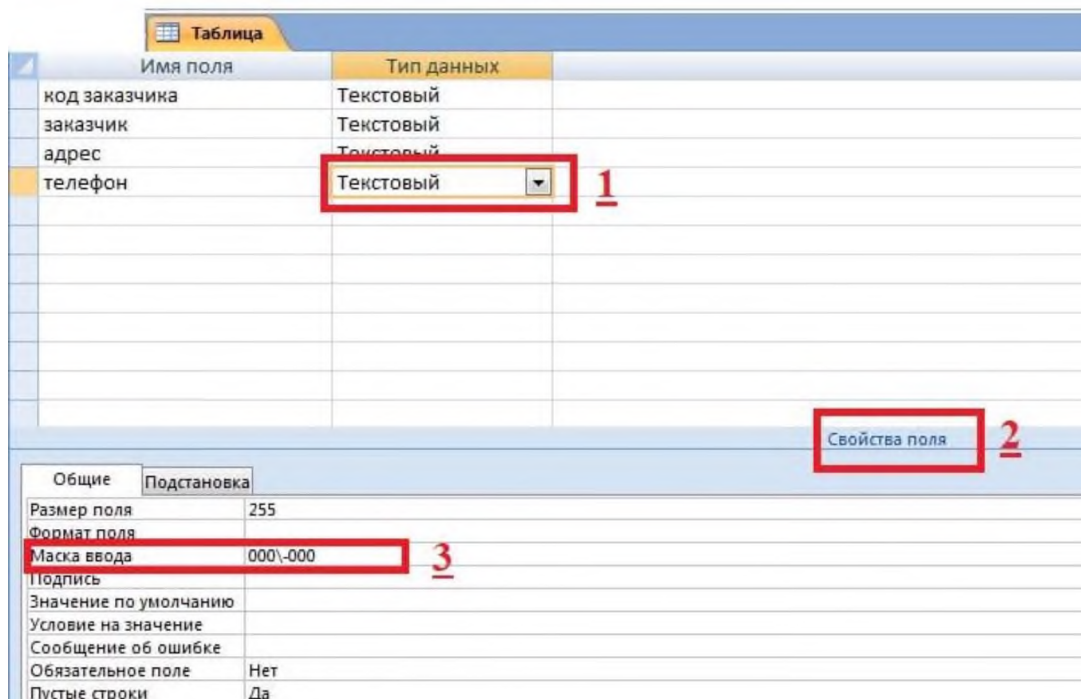 Таблица
Имя поля Тип данных
код заказчика Текстовый
заказчик Текстовый
адрес Текстовый
телефон Текстовый 1
Свойства поля 2
Общие Подстановка
Размер поля 255
Формат поля
Маска ввода 000\-000 3
Подпись
Значение по умолчанию
Условие на значение
Сообщение об ошибке
Обязательное поле Нет
Пустые строки Да